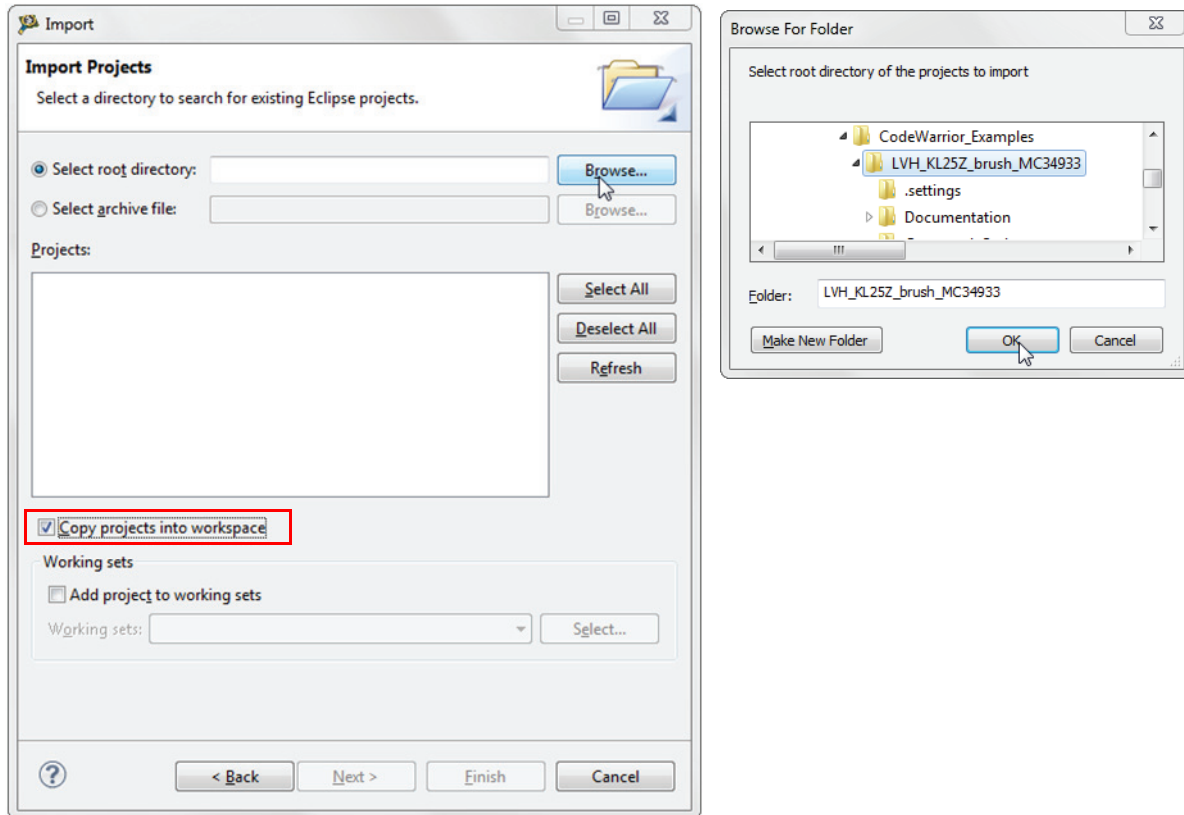 Import
Import Projects
Select a directory to search for existing Eclipse projects.
Select root directory:
Browse...
Select archive file:
Browse...
Projects:
Select All
Deselect All
Refresh
Copy projects into workspace
Working sets
Add project to working sets
Working sets:
Select...
?
< Back
Next >
Finish
Cancel
Browse For Folder
Select root directory of the projects to import
CodeWarrior_Examples
LVH_KL25Z_brush_MC34933
.settings
Documentation
Folder: LVH_KL25Z_brush_MC34933
Make New Folder
OK
Cancel